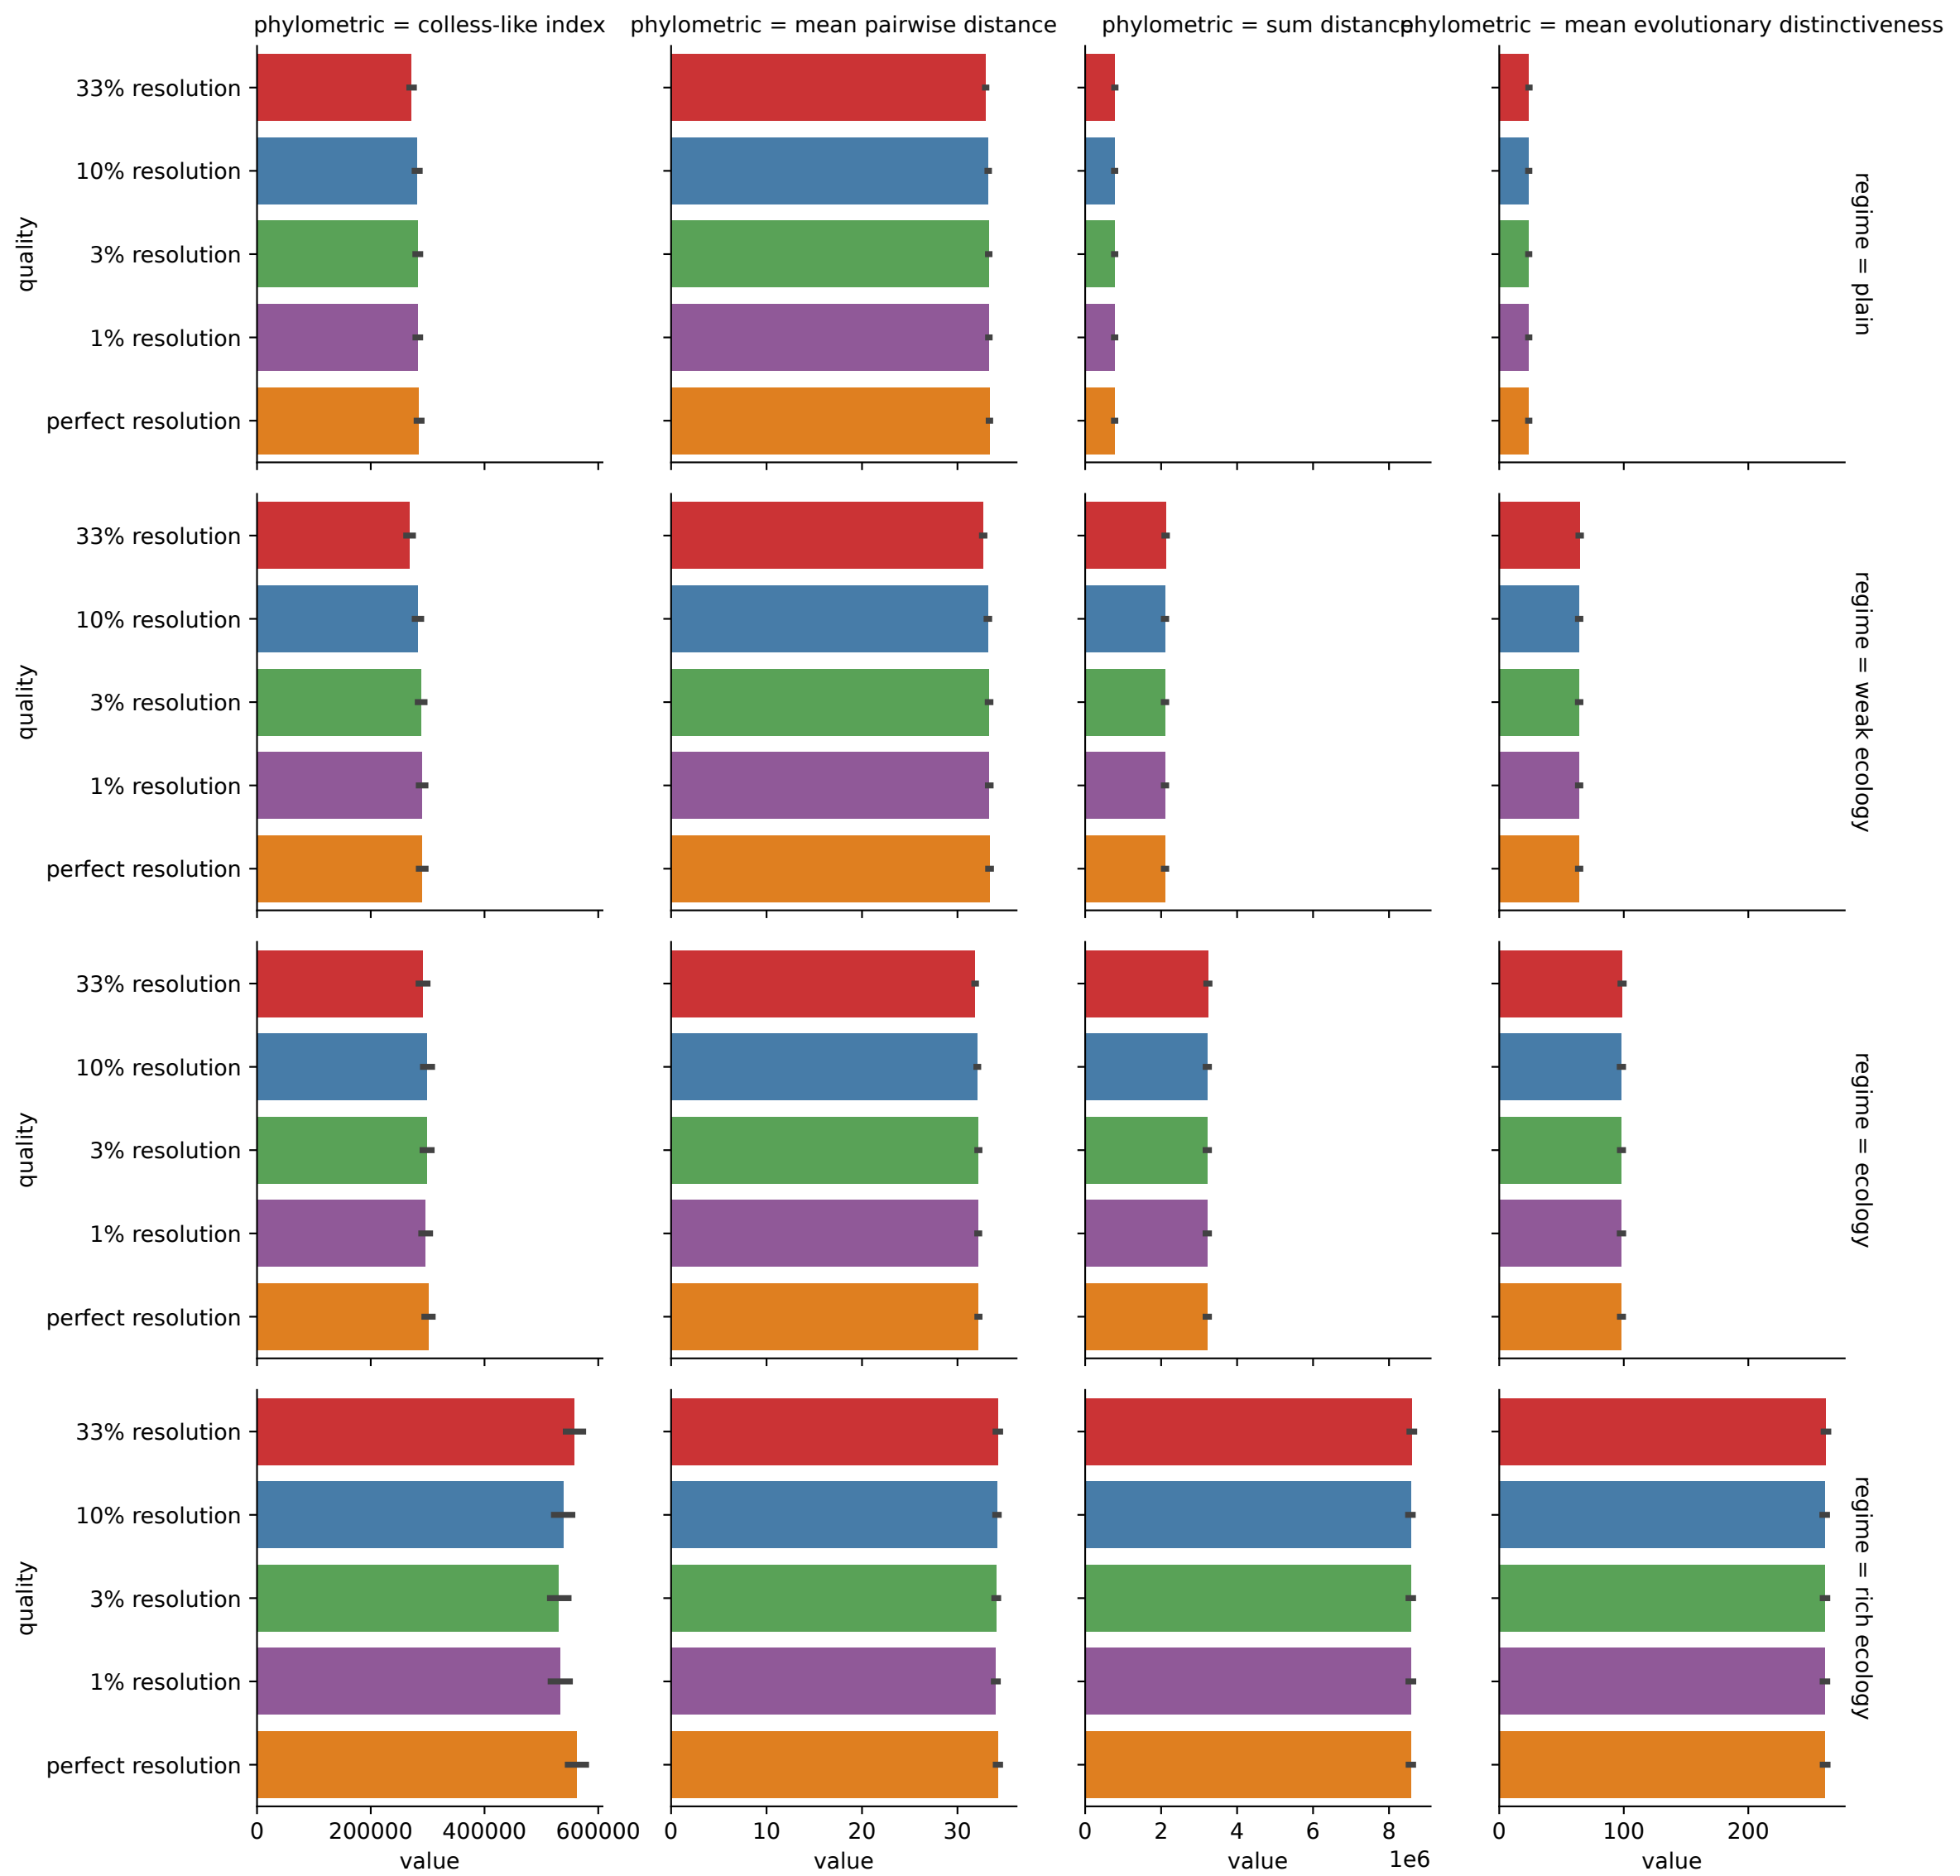 phylometric = colless-like index
phylometric = mean pairwise distance
phylometric = sum distance
phylometric = mean evolutionary distinctiveness
quality
33% resolution
10% resolution
3% resolution
1% resolution
perfect resolution
regime = plain
quality
33% resolution
10% resolution
3% resolution
1% resolution
perfect resolution
regime = weak ecology
quality
33% resolution
10% resolution
3% resolution
1% resolution
perfect resolution
regime = ecology
quality
33% resolution
10% resolution
3% resolution
1% resolution
perfect resolution
regime = rich ecology
0 200000 400000 600000
value
0 10 20 30
value
0 2 4 6 8
value
1e6
0 100 200
value